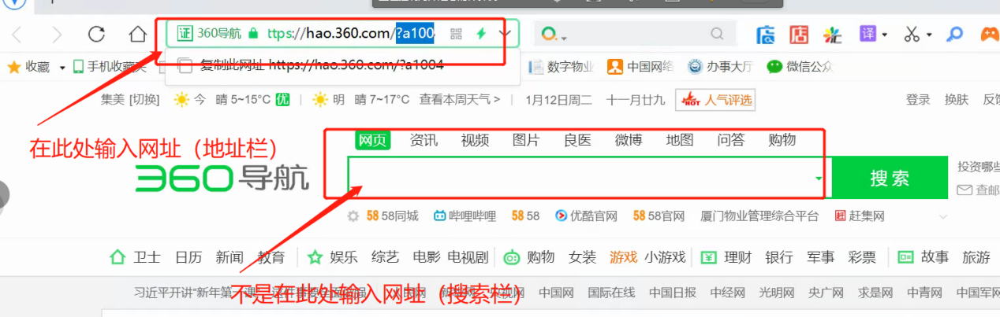 证 360导航 ttps://hao.360.com/?a100
复制此网址 https://hao.360.com/?a1004
收藏 手机收藏夹 数字物业 中国网络 办事大厅 微信公众
集美 [切换] 今 晴 5~15°C 优 | 明 晴 7~17°C 查看本周天气 > | 1月12日周二 十一月廿九 HOT 人气评选 登录 换肤 反馈
在此处输入网址（地址栏）
网页 资讯 视频 图片 良医 微博 地图 问答 购物
360导航 搜索 投资哪些
查邮
58 58同城 哔哩哔哩 58 58 优酷官网 58 58官网 厦门物业管理综合平台 赶 赶集网
卫士 日历 新闻 教育 娱乐 综艺 电影 电视剧 购物 女装 游戏 小游戏 理财 银行 军事 彩票 故事 旅游
不是在此处输入网址（搜索栏）
习近平开讲“新年第一课” 人民网 新华网 央视网 中国网 国际在线 中国日报 中经网 光明网 央广网 求是网 中青网 中国军网